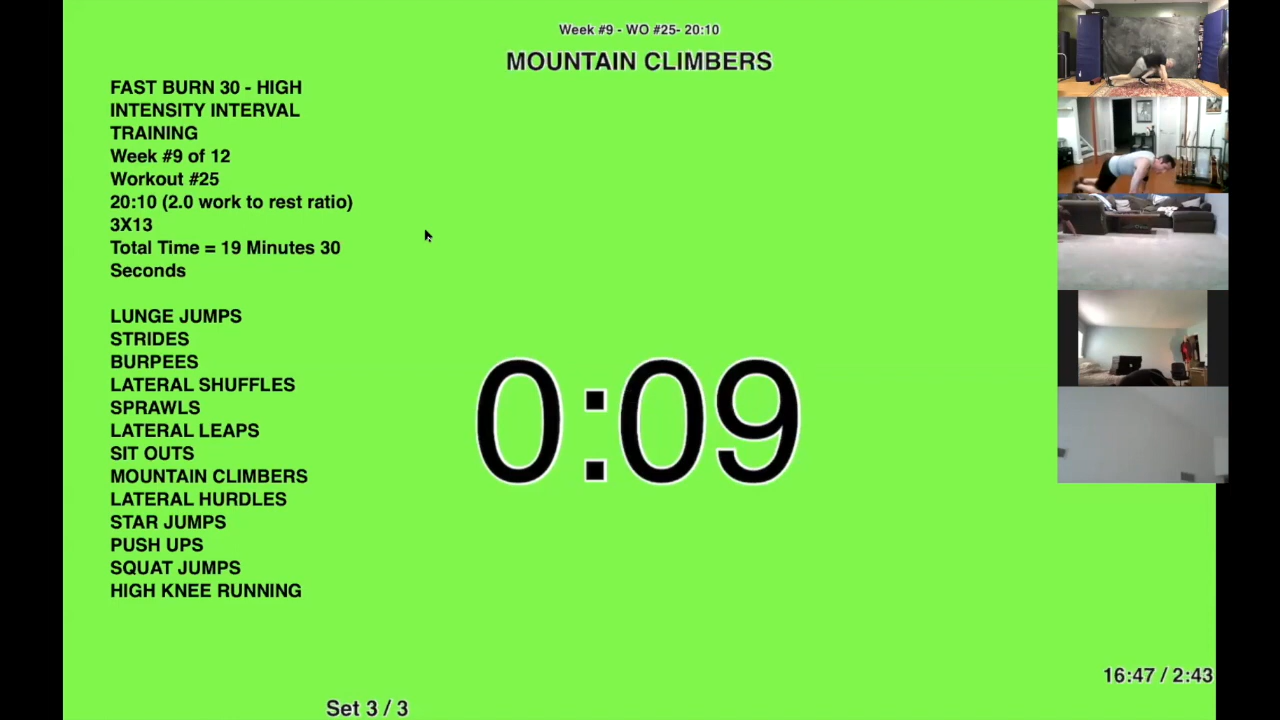 Week #9 - WO #25- 20:10
MOUNTAIN CLIMBERS
FAST BURN 30 - HIGH
INTENSITY INTERVAL
TRAINING
Week #9 of 12
Workout #25
20:10 (2.0 work to rest ratio)
3X13
Total Time = 19 Minutes 30
Seconds
LUNGE JUMPS
STRIDES
BURPEES
LATERAL SHUFFLES
SPRAWLS
LATERAL LEAPS
SIT OUTS
MOUNTAIN CLIMBERS
LATERAL HURDLES
STAR JUMPS
PUSH UPS
SQUAT JUMPS
HIGH KNEE RUNNING
0:09
16:47 / 2:43
Set 3 / 3